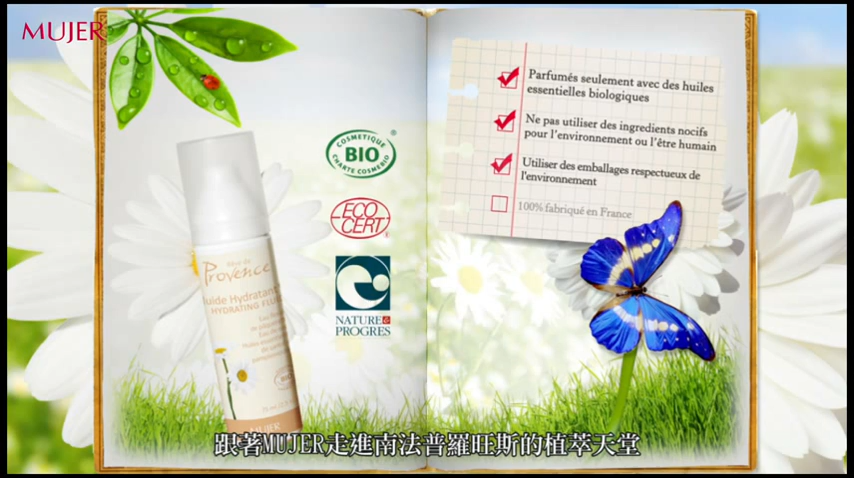 MUJER
Parfumés seulement avec des huiles
essentielles biologiques
Ne pas utiliser des ingredients nocifs
pour l'environnement ou l'être humain
Utiliser des emballages respectueux de
l'environnement
100% fabriqué en France
COSMETIQUE
BIO
CHARTE COSMEBIO
®
ECO
CERT
NATURE &
PROGRES
Provence
HYDRATING
MUJER
跟著MUJER走進南法普羅旺斯的植萃天堂